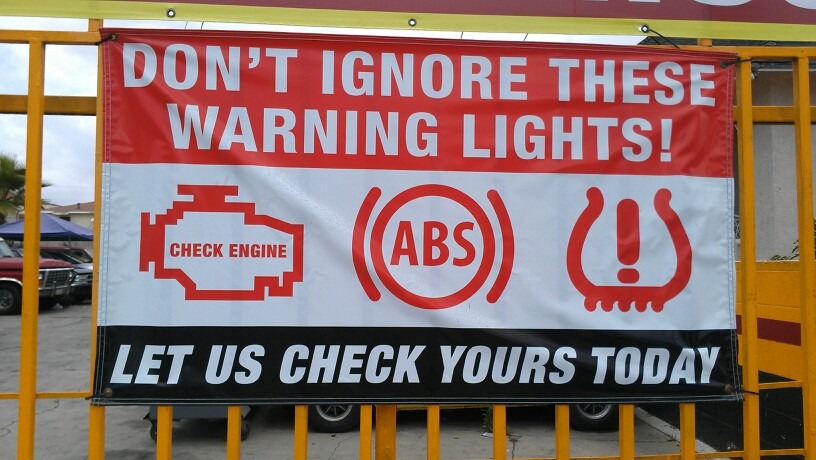 DON'T IGNORE THESE
WARNING LIGHTS!
CHECK ENGINE
ABS
!
LET US CHECK YOURS TODAY